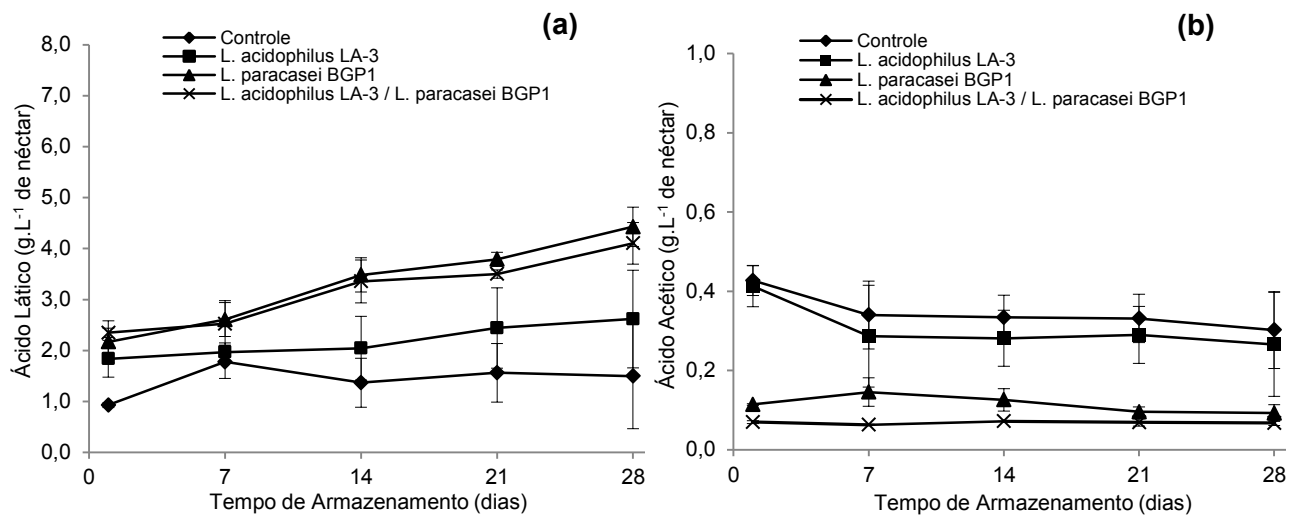 (a)
Controle
L. acidophilus LA-3
L. paracasei BGP1
L. acidophilus LA-3 / L. paracasei BGP1
Ácido Lático (g.L⁻¹ de néctar)
8,0
7,0
6,0
5,0
4,0
3,0
2,0
1,0
0,0
0 7 14 21 28
Tempo de Armazenamento (dias)
(b)
Controle
L. acidophilus LA-3
L. paracasei BGP1
L. acidophilus LA-3 / L. paracasei BGP1
Ácido Acético (g.L⁻¹ de néctar)
1,0
0,8
0,6
0,4
0,2
0,0
0 7 14 21 28
Tempo de Armazenamento (dias)